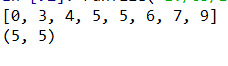 [0, 3, 4, 5, 5, 6, 7, 9]
(5, 5)